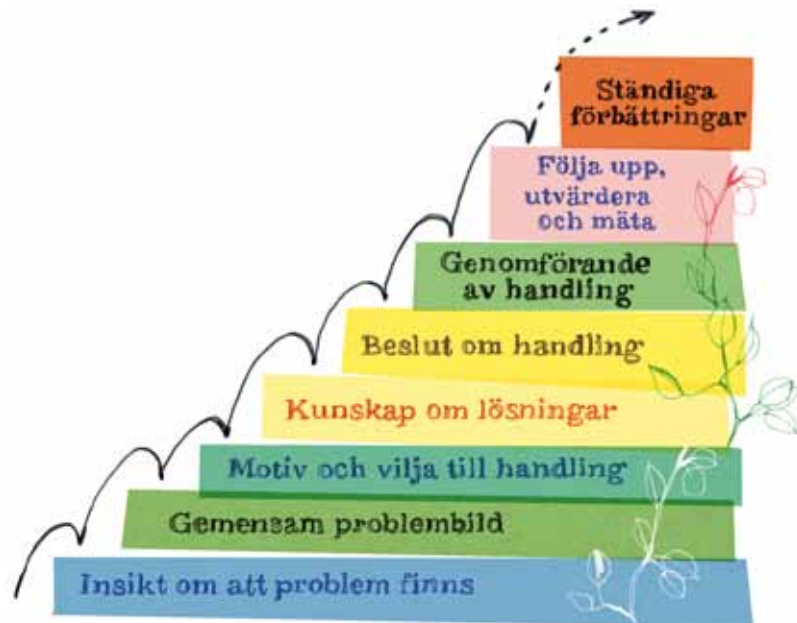 Ständiga
förbättringar
Följa upp,
utvärdera
och mäta
Genomförande
av handling
Beslut om handling
Kunskap om lösningar
Motiv och vilja till handling
Gemensam problembild
Insikt om att problem finns